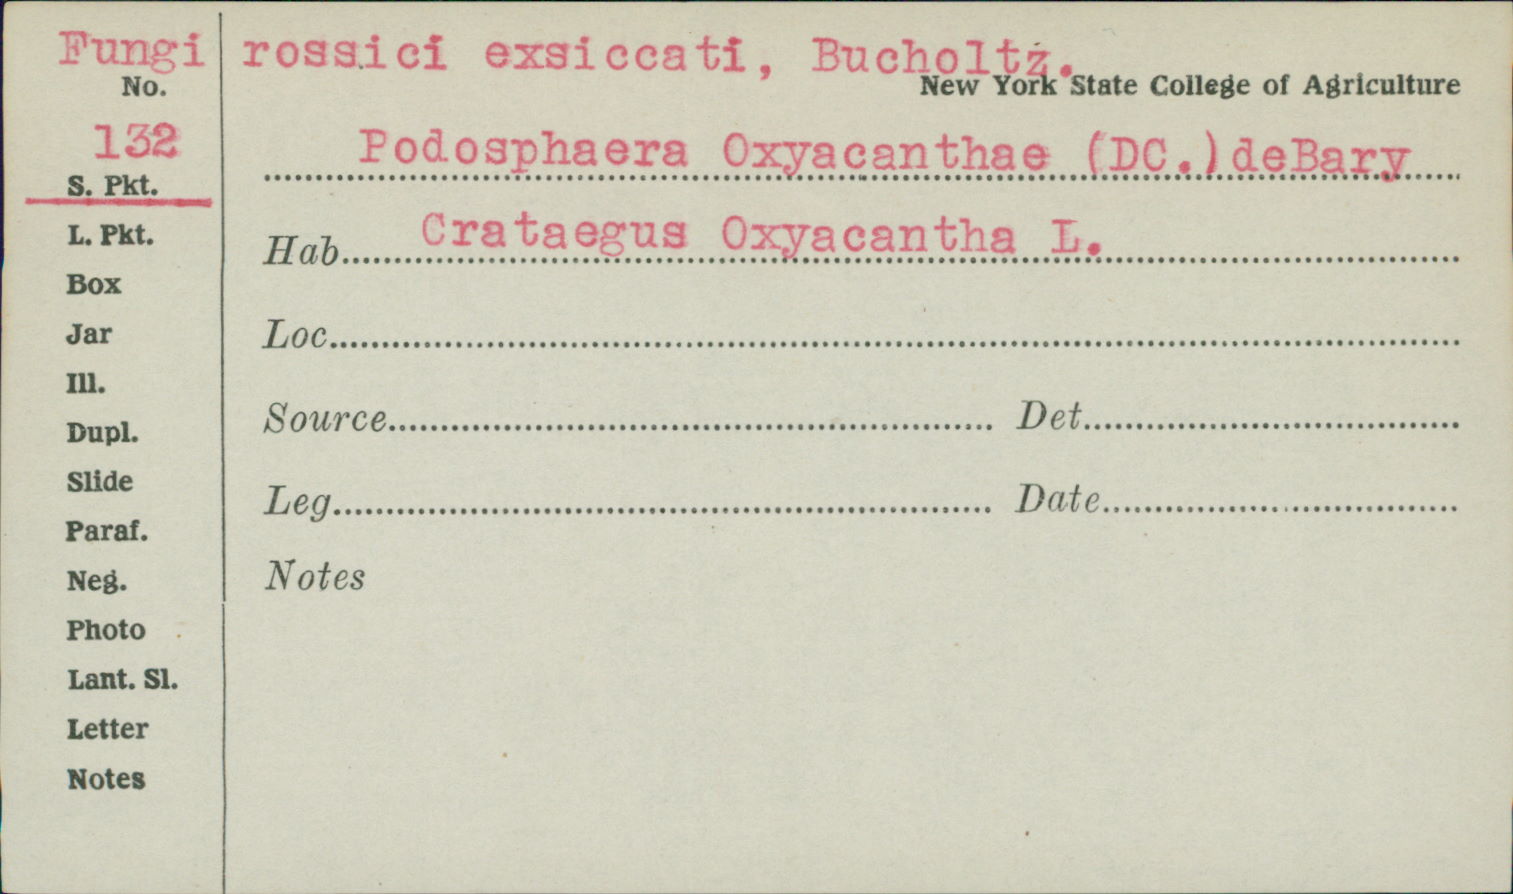 Fungi rossici exsiccati, Bucholtz.
No.
New York State College of Agriculture
132
Podosphaera Oxyacanthae (DC.)deBary
S. Pkt.
L. Pkt.
Hab. Crataegus Oxyacantha L.
Box
Jar
Loc.
Ill.
Dupl.
Source Det.
Slide
Leg. Date
Paraf.
Neg.
Notes
Photo
Lant. Sl.
Letter
Notes